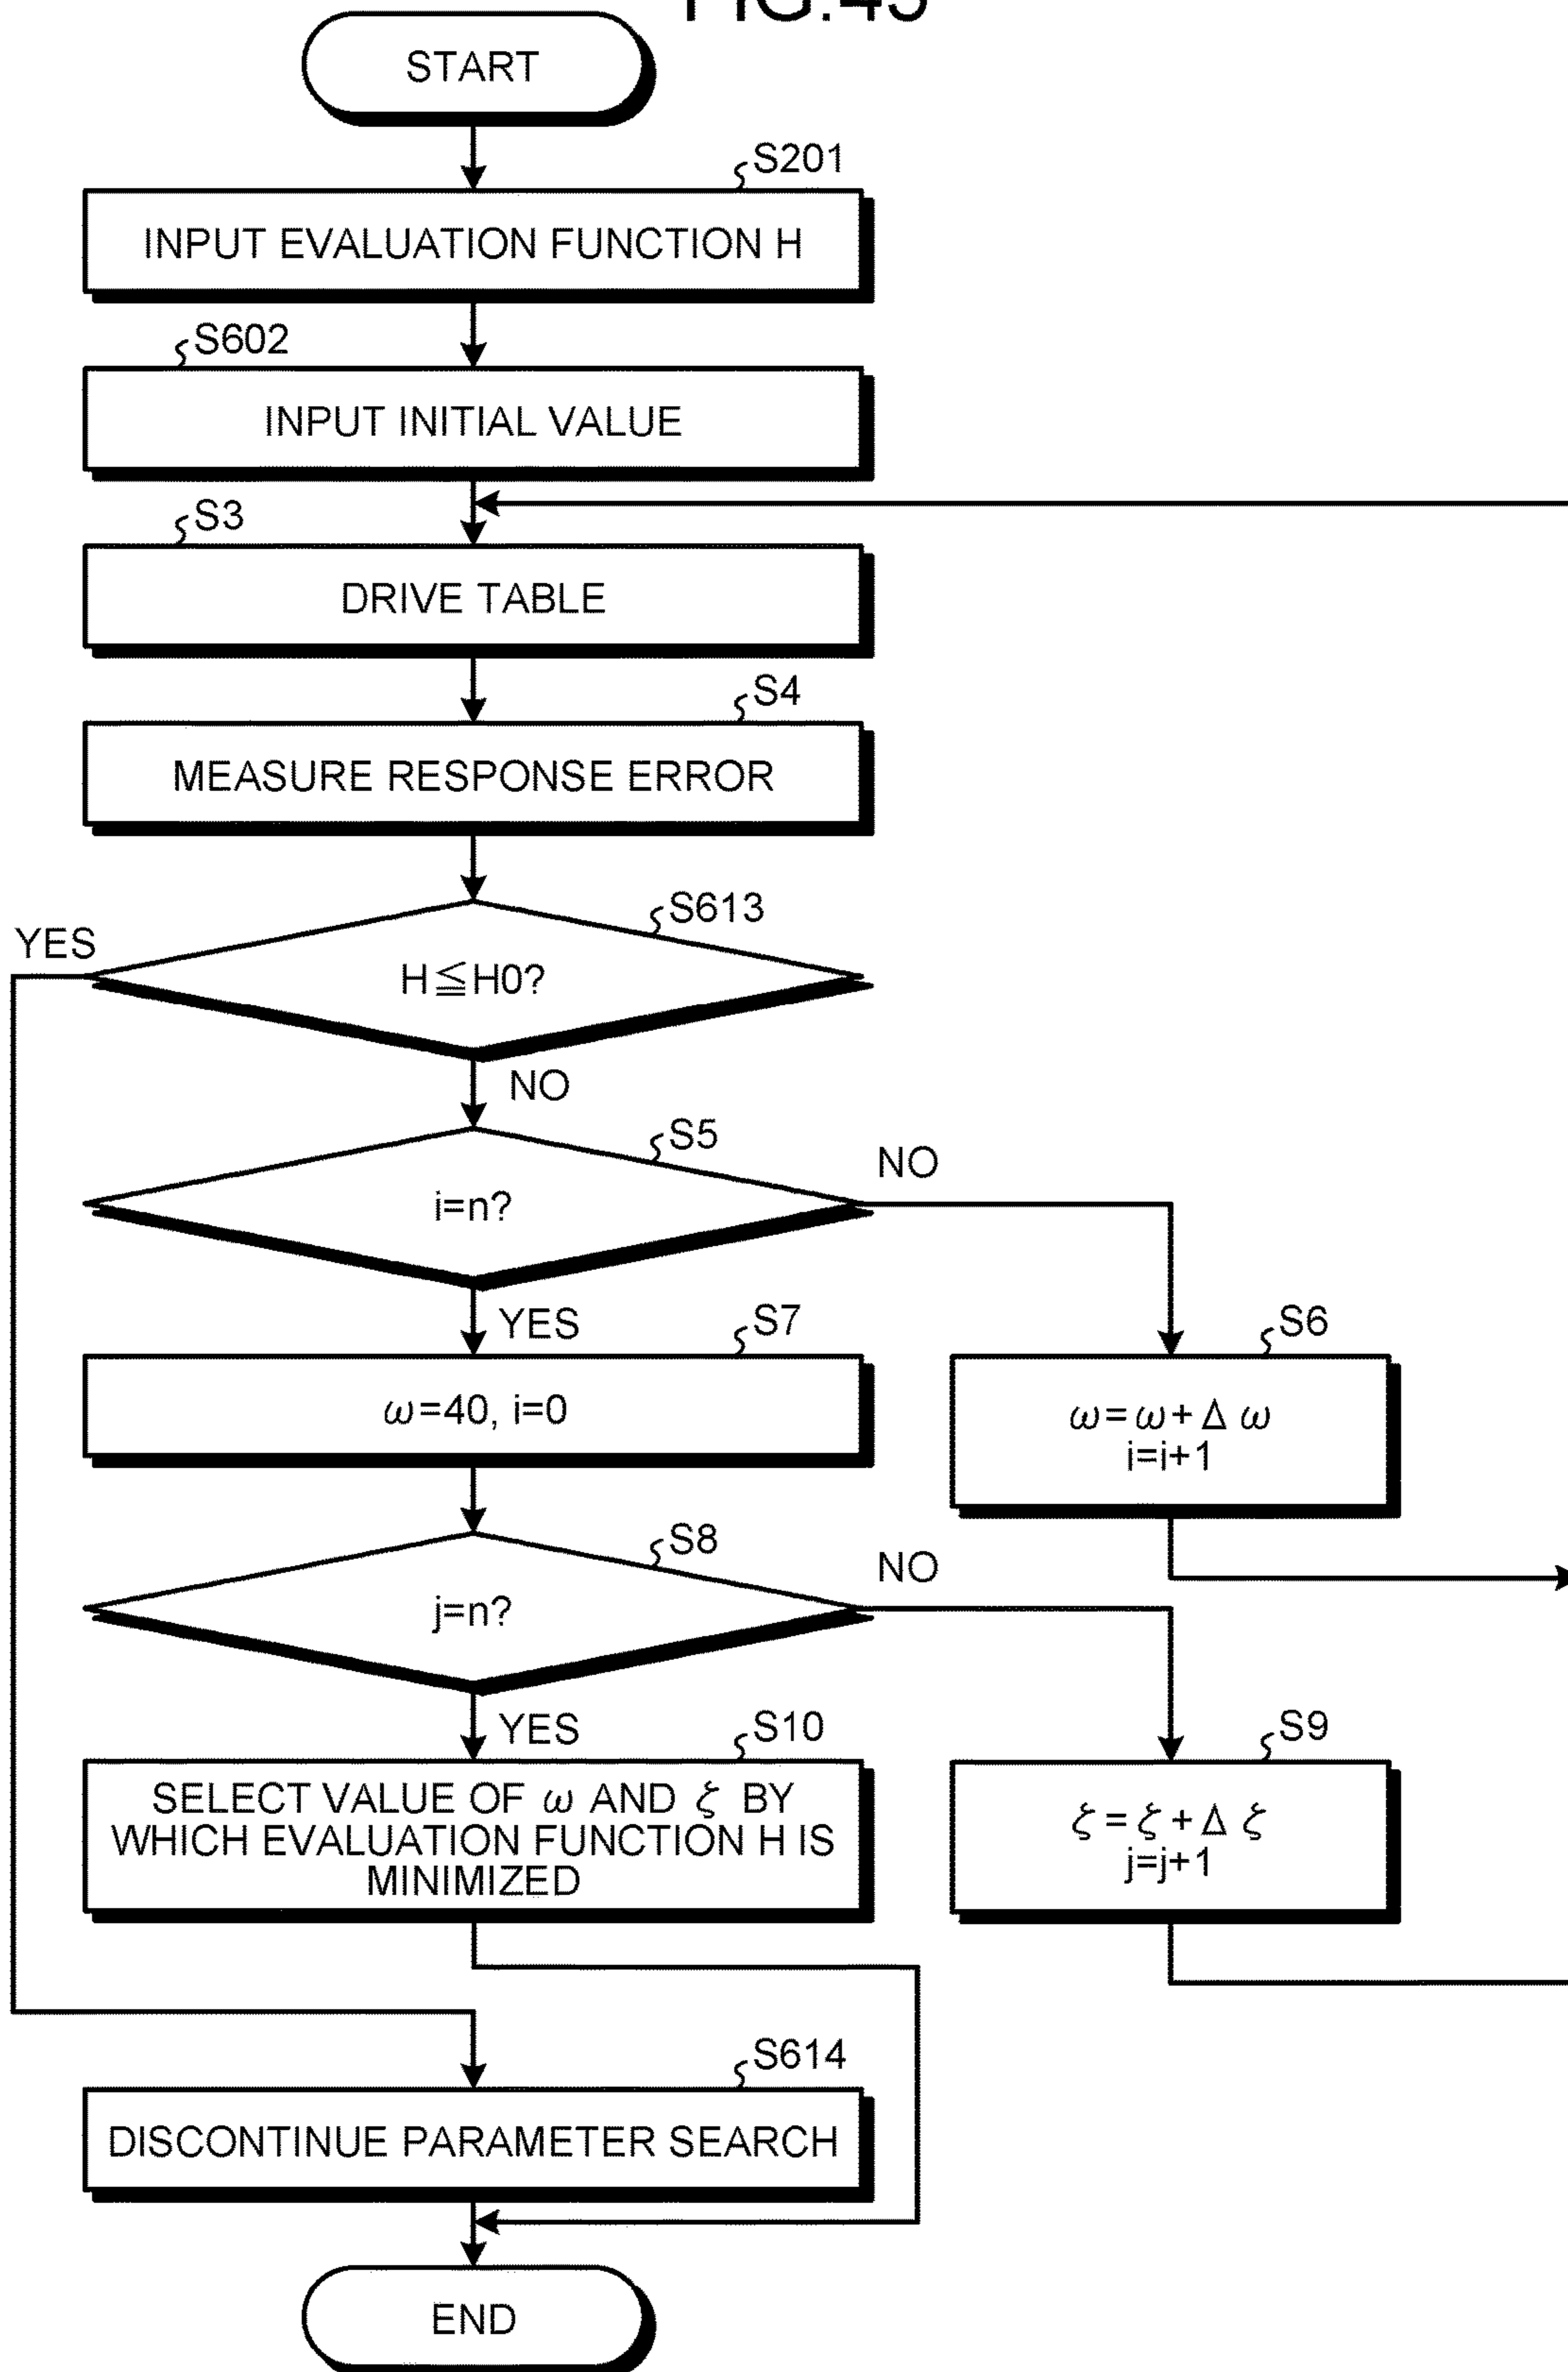 FIG.45
START
S201
INPUT EVALUATION FUNCTION H
S602
INPUT INITIAL VALUE
S3
DRIVE TABLE
S4
MEASURE RESPONSE ERROR
S613
YES
H≦H0?
NO
S5
NO
i=n?
YES
S7
S6
ω=40, i=0
ω=ω+Δ ω
i=i+1
S8
NO
j=n?
YES
S10
S9
SELECT VALUE OF ω AND ζ BY
WHICH EVALUATION FUNCTION H IS
MINIMIZED
ζ=ζ+Δ ζ
j=j+1
S614
DISCONTINUE PARAMETER SEARCH
END